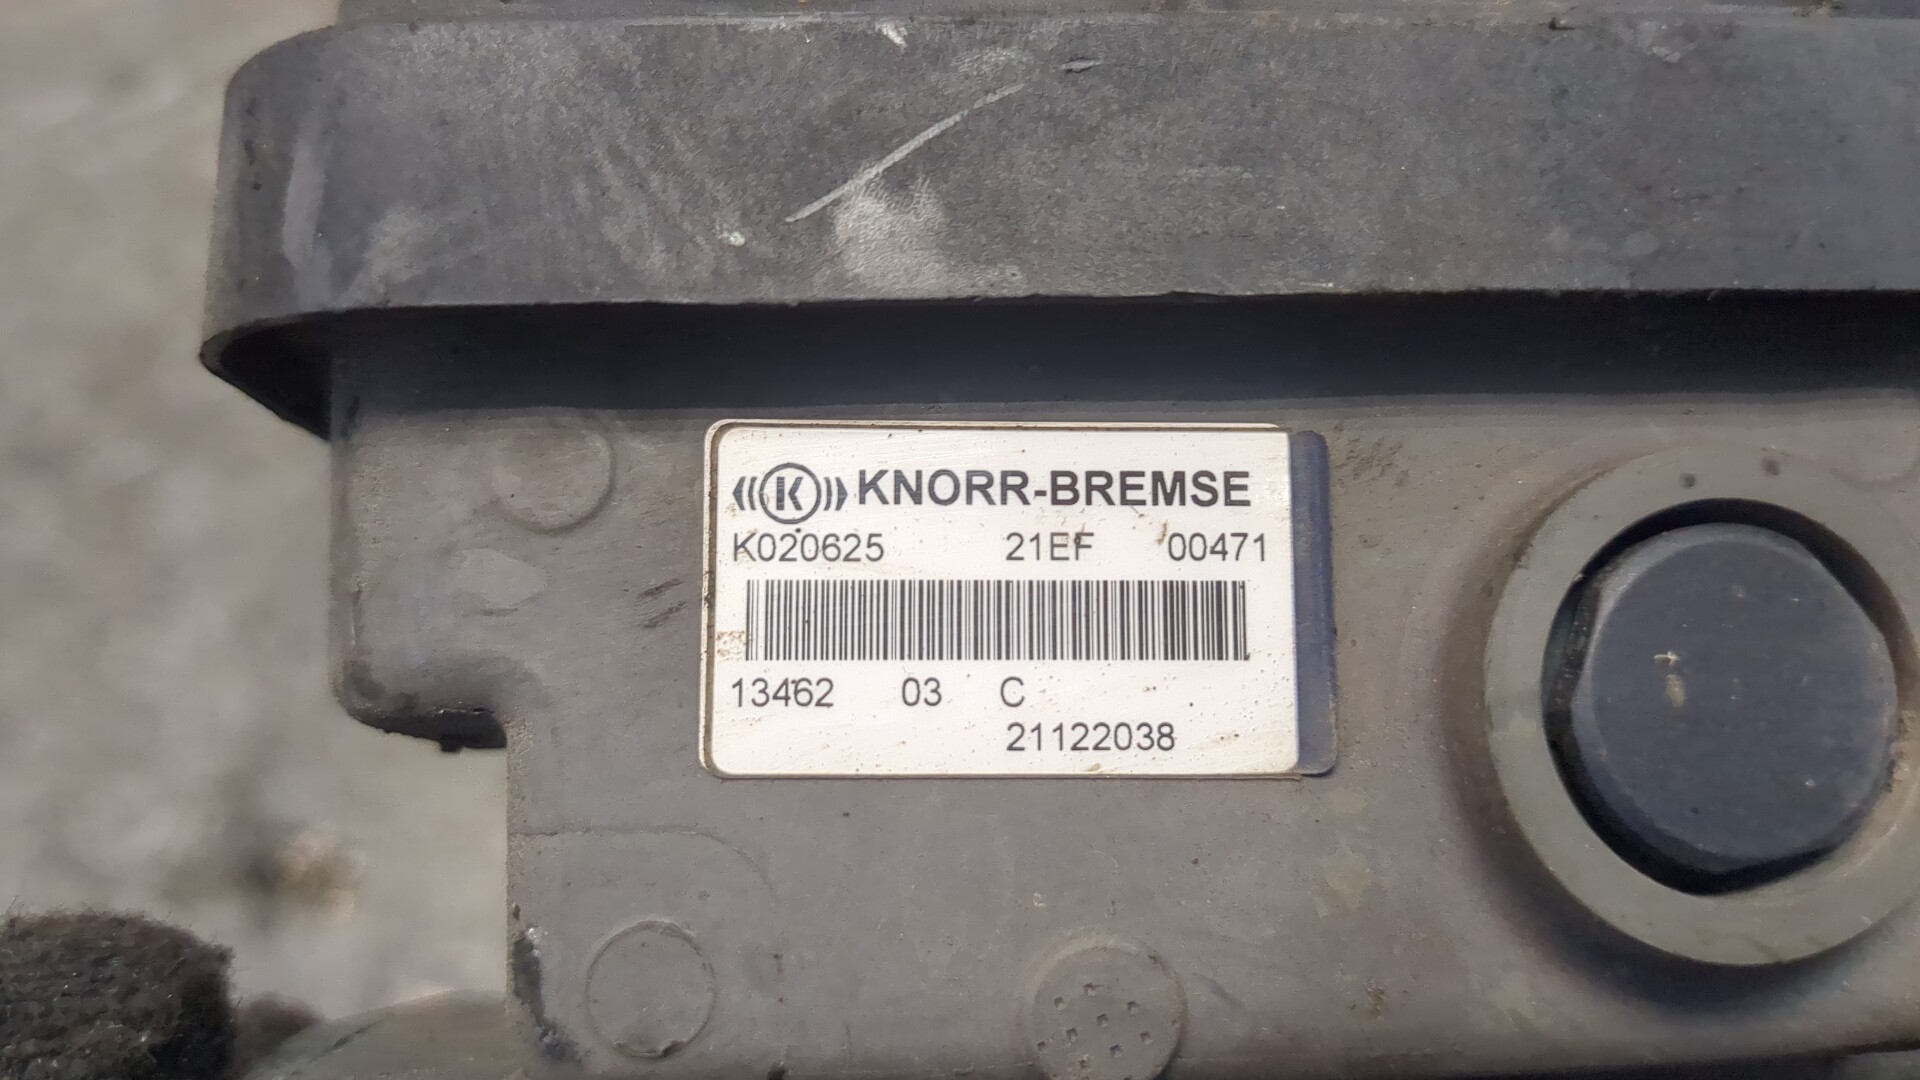 K KNORR-BREMSE
K020625 21EF 00471
13462 03 C
21122038